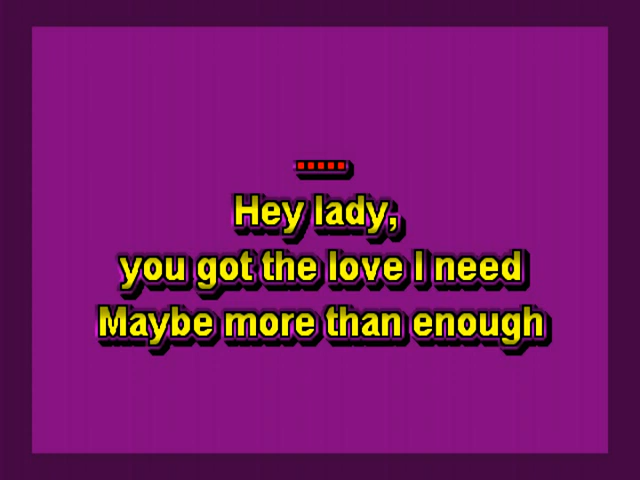 .....
Hey lady,
you got the love I need
Maybe more than enough